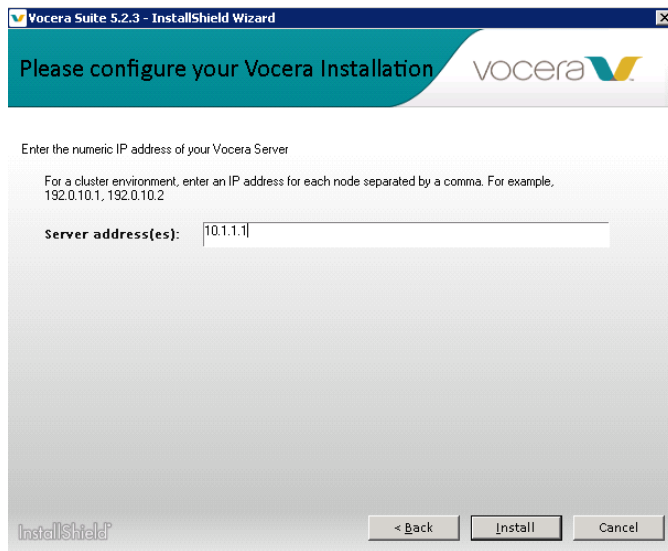 Vocera Suite 5.2.3 - InstallShield Wizard
Please configure your Vocera Installation
vocera
Enter the numeric IP address of your Vocera Server
For a cluster environment, enter an IP address for each node separated by a comma. For example,
192.0.10.1, 192.0.10.2
Server address(es):
10.1.1.1
InstallShield
< Back
Install
Cancel